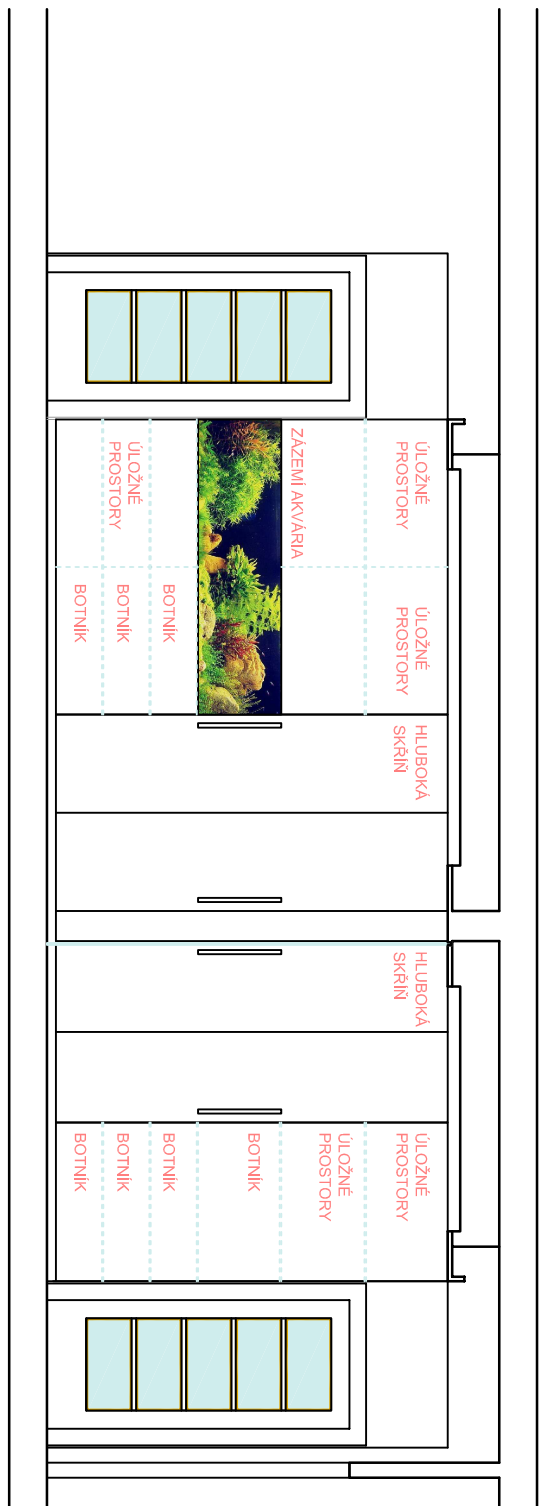 ÚLOŽNÉ
PROSTORY
ÚLOŽNÉ
PROSTORY
HLUBOKÁ
SKŘÍŇ
HLUBOKÁ
SKŘÍŇ
ÚLOŽNÉ
PROSTORY
ZÁZEMÍ AKVÁRIA
ÚLOŽNÉ
PROSTORY
BOTNÍK
BOTNÍK
BOTNÍK
ÚLOŽNÉ
PROSTORY
BOTNÍK
BOTNÍK
BOTNÍK
BOTNÍK